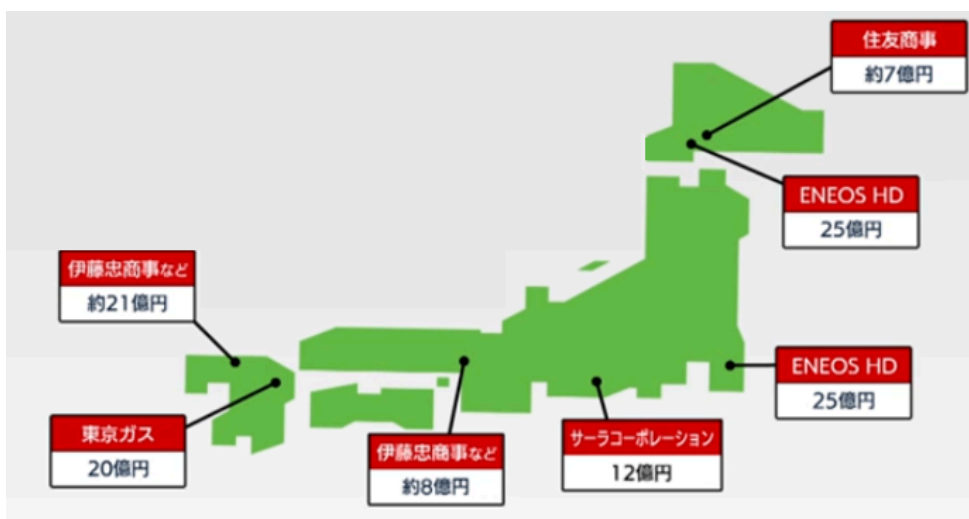 住友商事
約7億円
ENEOS HD
25億円
伊藤忠商事など
約21億円
ENEOS HD
25億円
東京ガス
20億円
伊藤忠商事など
約8億円
サーラコーポレーション
12億円